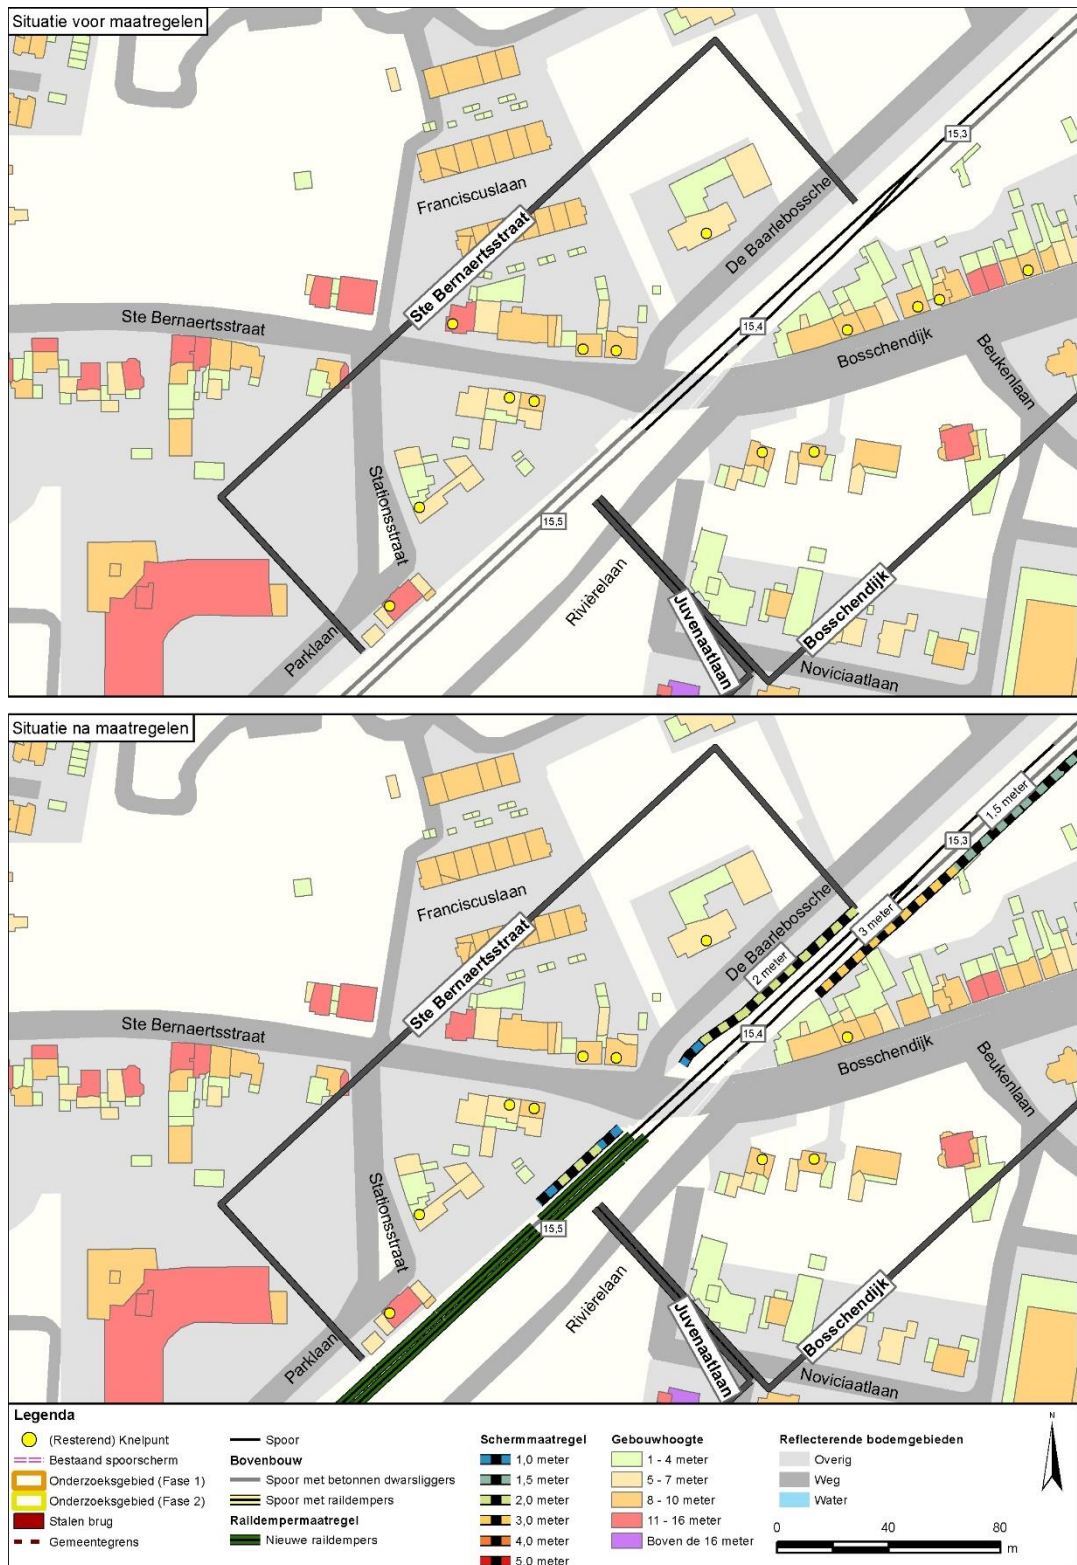 Situatie voor maatregelen
15,3
Franciscuslaan
De Baarlebossche
Ste Bernaertsstraat
Ste Bernaertsstraat
15,4
Bosschendijk
Beukenlaan
Stationsstraat
15,5
Rivièrelaan
Juvenaatlaan
Bosschendijk
Parklaan
Noviciaatlaan
Situatie na maatregelen
1,5 meter
15,3
Franciscuslaan
De Baarlebossche
3 meter
Ste Bernaertsstraat
2 meter
Ste Bernaertsstraat
15,4
Bosschendijk
Beukenlaan
Stationsstraat
15,5
Rivièrelaan
Juvenaatlaan
Bosschendijk
Parklaan
Noviciaatlaan
Legenda
(Resterend) Knelpunt
Bestaand spoorscherm
Onderzoeksgebied (Fase 1)
Onderzoeksgebied (Fase 2)
Stalen brug
Gemeentegrens
Spoor
Bovenbouw
Spoor met betonnen dwarsliggers
Spoor met raildempers
Raildempermaatregel
Nieuwe raildempers
Schermmaatregel
1,0 meter
1,5 meter
2,0 meter
3,0 meter
4,0 meter
5,0 meter
Gebouwhoogte
1 - 4 meter
5 - 7 meter
8 - 10 meter
11 - 16 meter
Boven de 16 meter
Reflecterende bodemgebieden
Overig
Weg
Water
N
0 40 80
m